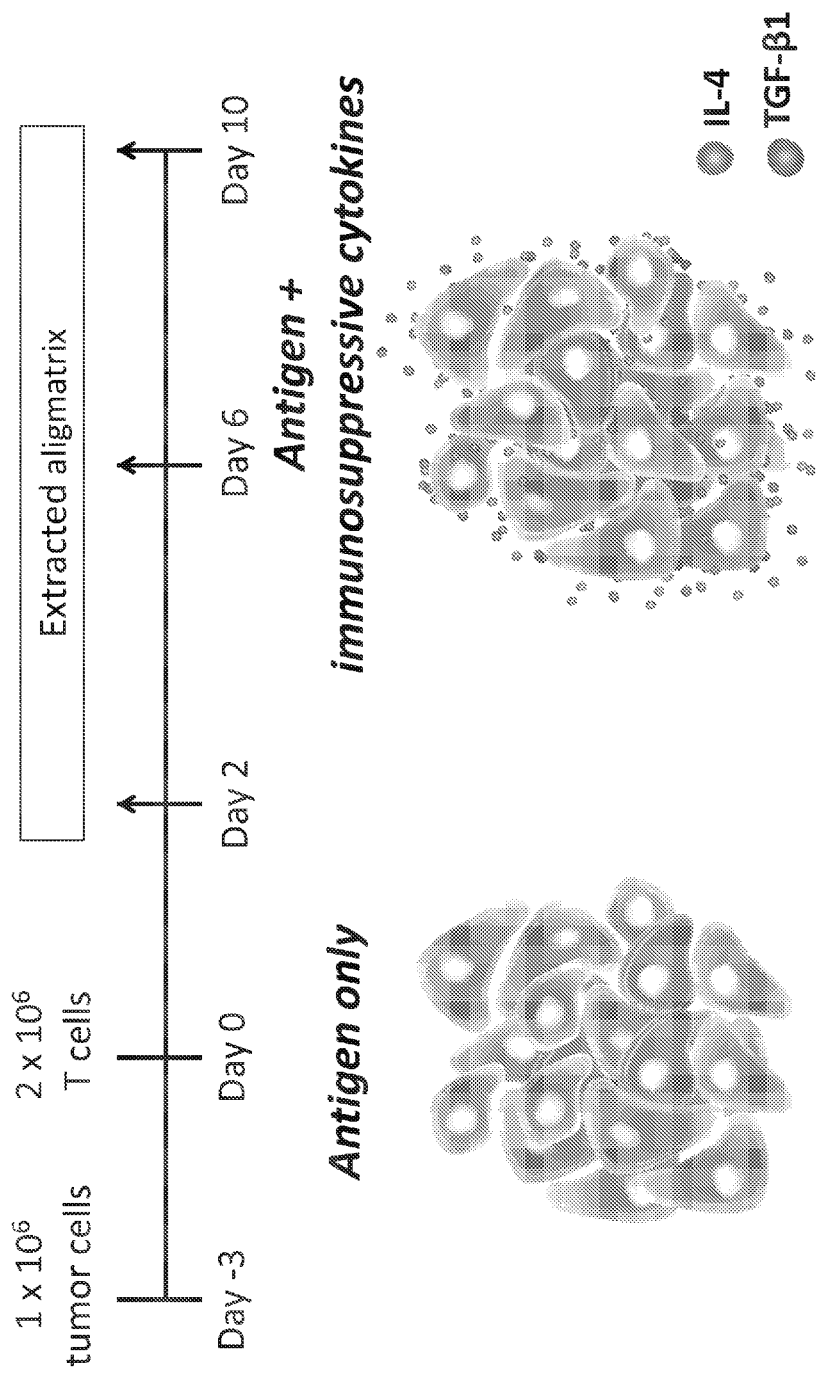 1 x 10⁶
tumor cells
2 x 10⁶
T cells
Extracted aligmatrix
Day -3
Day 0
Day 2
Day 6
Day 10
Antigen only
Antigen +
immunosuppressive cytokines
IL-4
TGF-β1